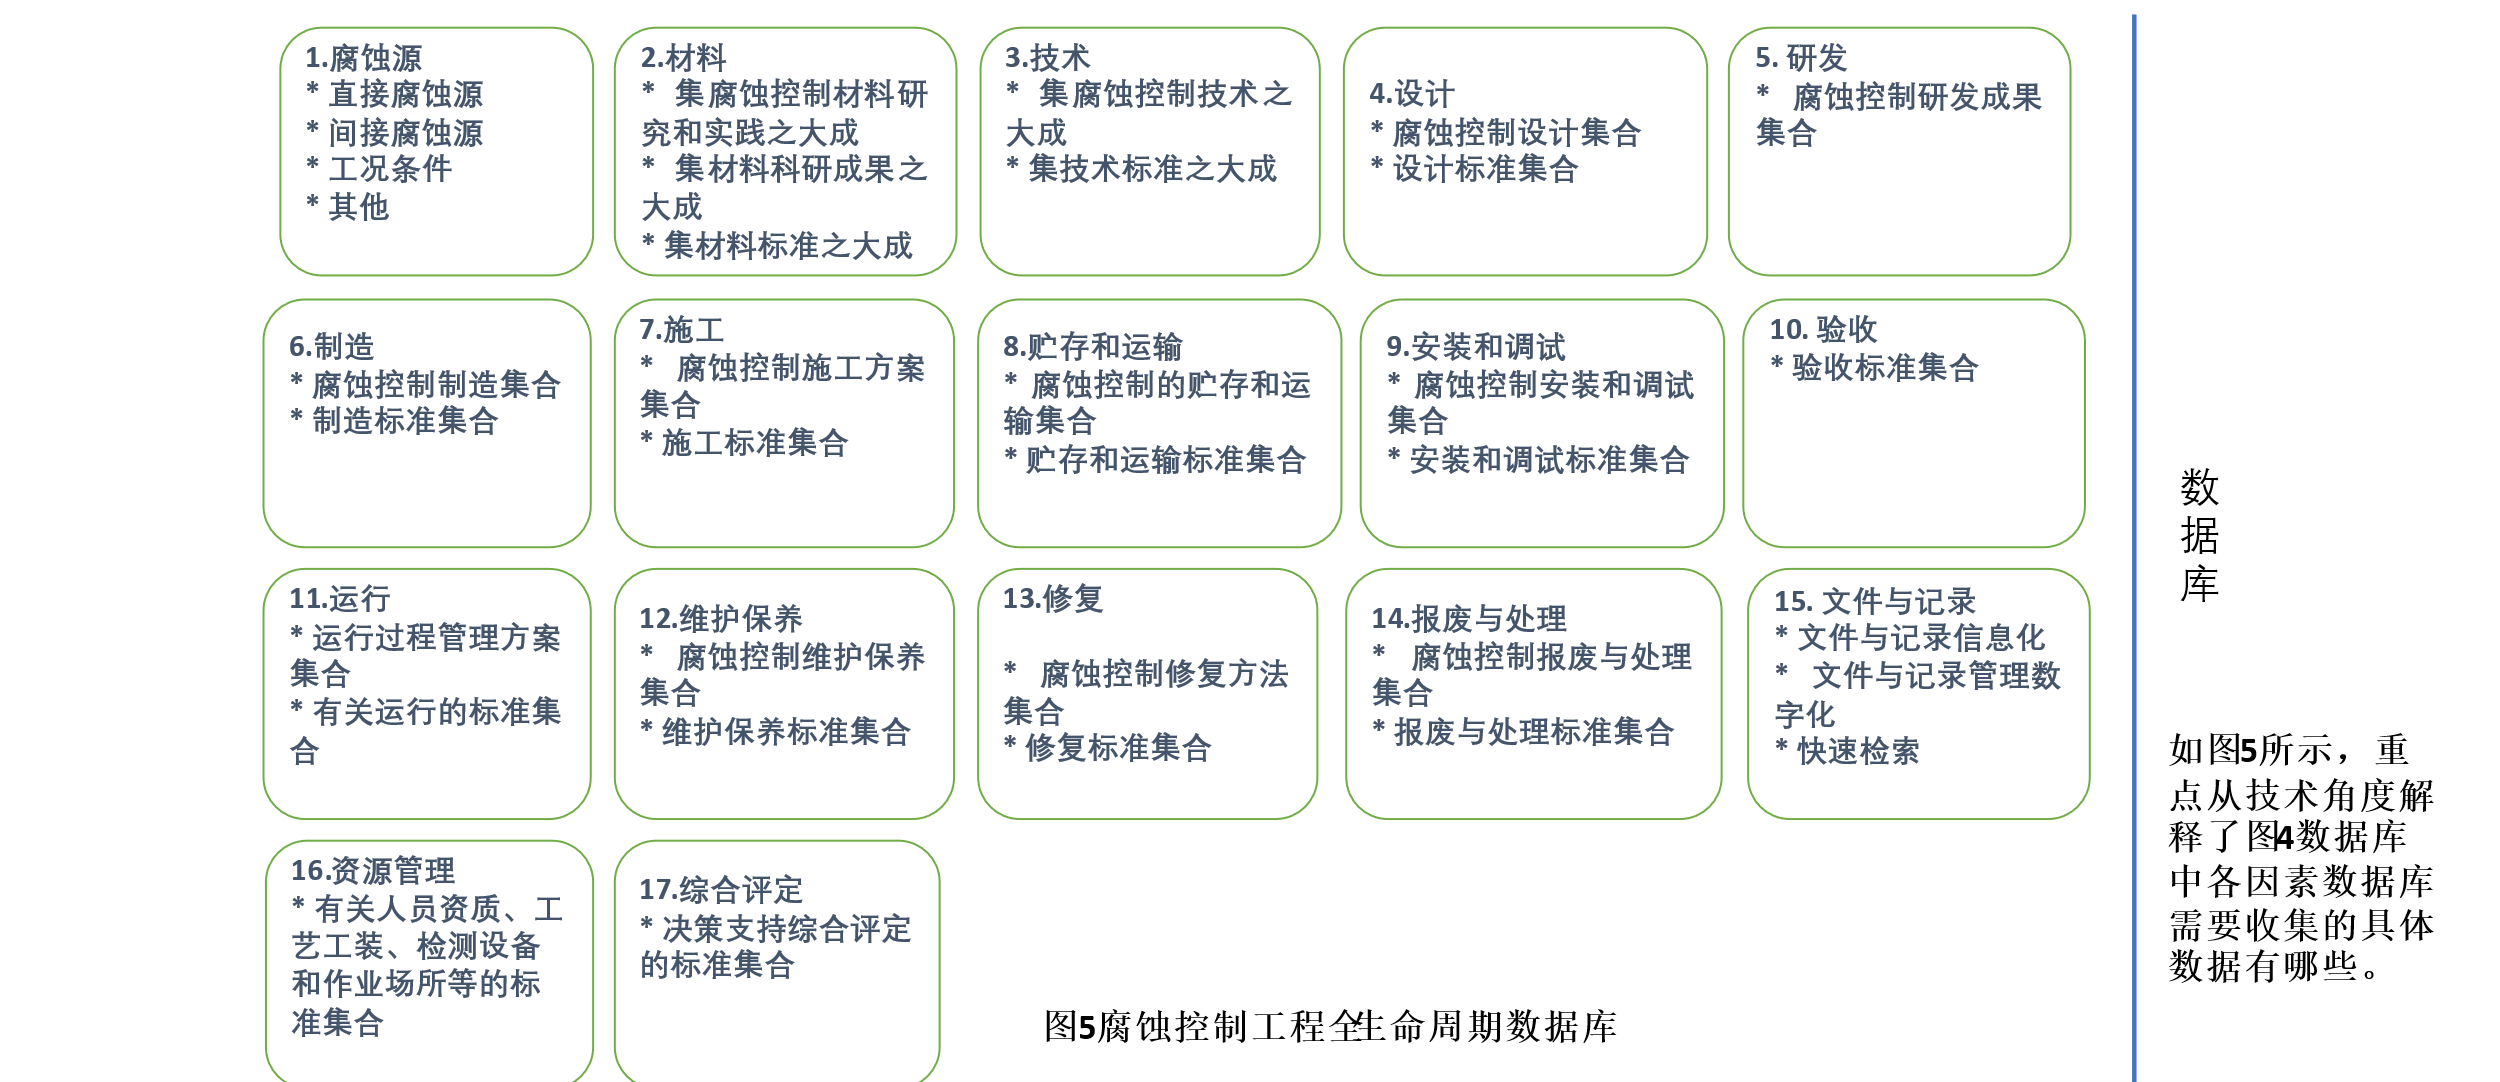 1.腐蚀源
* 直接腐蚀源
* 间接腐蚀源
* 工况条件
* 其他
2.材料
* 集腐蚀控制材料研
究和实践之大成
* 集材料科研成果之
大成
* 集材料标准之大成
3.技术
* 集腐蚀控制技术之
大成
* 集技术标准之大成
4.设计
* 腐蚀控制设计集合
* 设计标准集合
5. 研发
* 腐蚀控制研发成果
集合
6.制造
* 腐蚀控制制造集合
* 制造标准集合
7.施工
* 腐蚀控制施工方案
集合
* 施工标准集合
8.贮存和运输
* 腐蚀控制的贮存和运
输集合
* 贮存和运输标准集合
9.安装和调试
* 腐蚀控制安装和调试
集合
* 安装和调试标准集合
10. 验收
* 验收标准集合
11.运行
* 运行过程管理方案
集合
* 有关运行的标准集
合
12.维护保养
* 腐蚀控制维护保养
集合
* 维护保养标准集合
13.修复
* 腐蚀控制修复方法
集合
* 修复标准集合
14.报废与处理
* 腐蚀控制报废与处理
集合
* 报废与处理标准集合
15. 文件与记录
* 文件与记录信息化
* 文件与记录管理数
字化
* 快速检索
16.资源管理
* 有关人员资质、工
艺工装、检测设备
和作业场所等的标
准集合
17.综合评定
* 决策支持综合评定
的标准集合
图5腐蚀控制工程全生命周期数据库
数
据
库
如图5所示，重
点从技术角度解
释了图4数据库
中各因素数据库
需要收集的具体
数据有哪些。